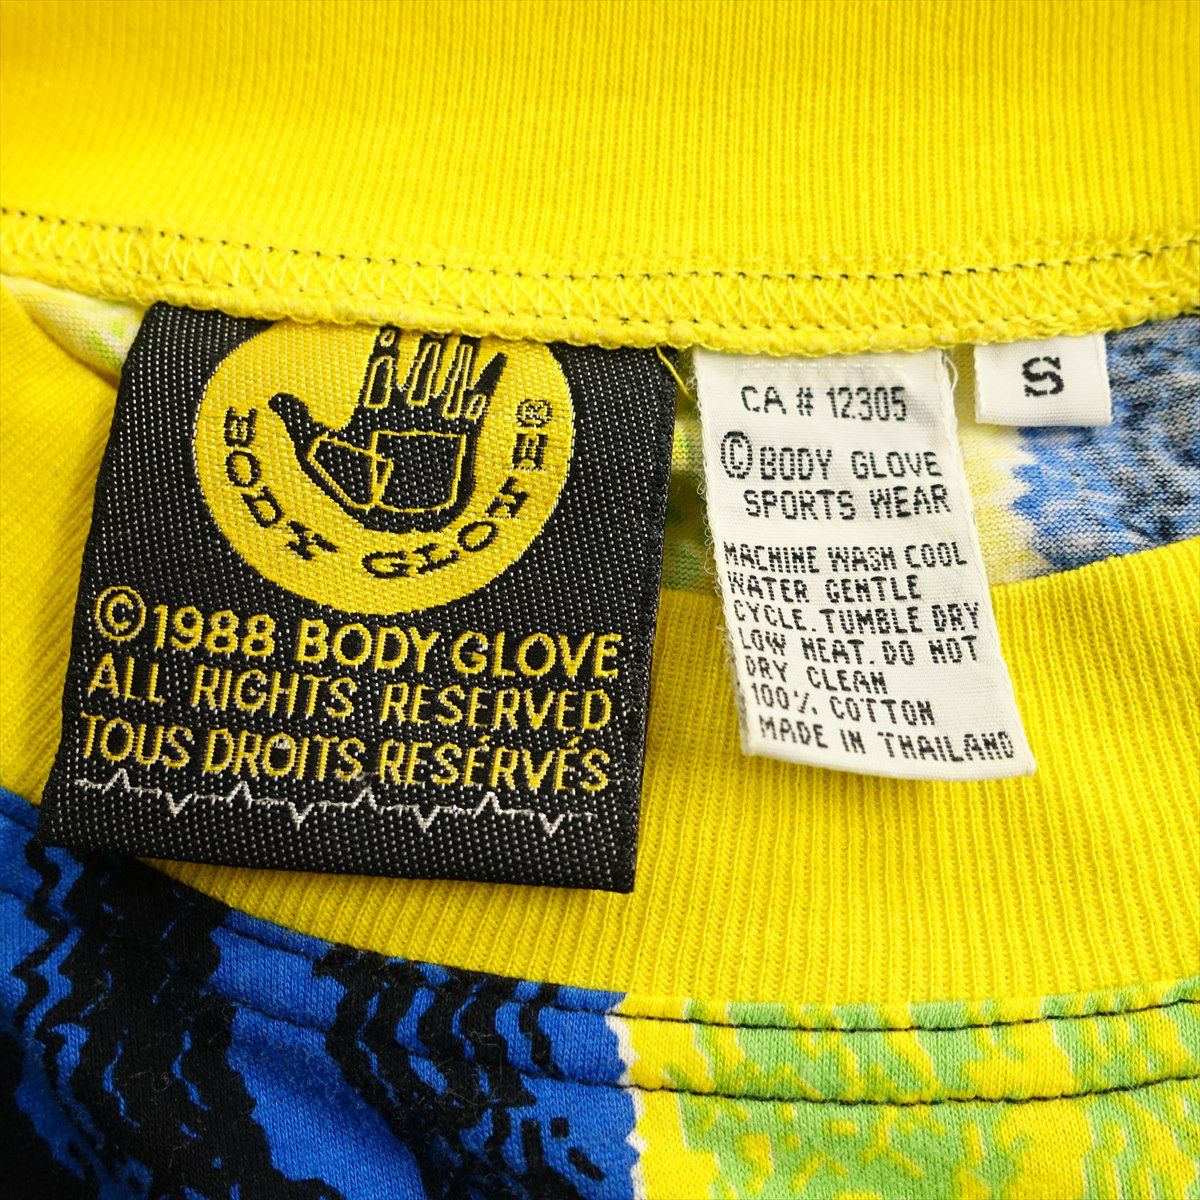 BODY GLOVE ®
©1988 BODY GLOVE
ALL RIGHTS RESERVED
TOUS DROITS RESÉRVÉS
CA # 12305
© BODY GLOVE
SPORTS WEAR
MACHINE WASH COOL
WATER GENTLE
CYCLE. TUMBLE DRY
LOW HEAT. DO NOT
DRY CLEAN
100% COTTON
MADE IN THAILAND
S